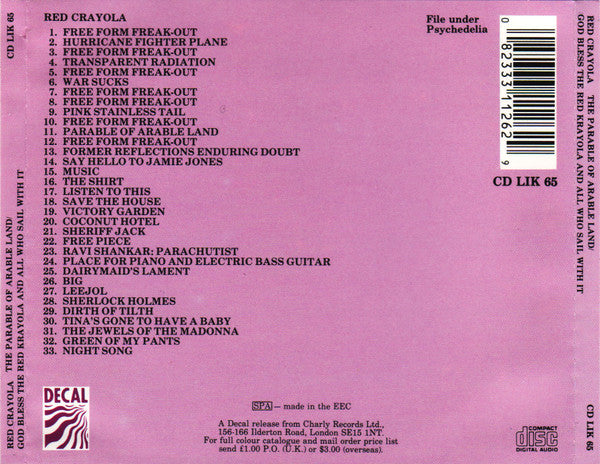 RED CRAYOLA
1. FREE FORM FREAK-OUT
2. HURRICANE FIGHTER PLANE
3. FREE FORM FREAK-OUT
4. TRANSPARENT RADIATION
5. FREE FORM FREAK-OUT
6. WAR SUCKS
7. FREE FORM FREAK-OUT
8. FREE FORM FREAK-OUT
9. PINK STAINLESS TAIL
10. FREE FORM FREAK-OUT
11. PARABLE OF ARABLE LAND
12. FREE FORM FREAK-OUT
13. FORMER REFLECTIONS ENDURING DOUBT
14. SAY HELLO TO JAMIE JONES
15. MUSIC
16. THE SHIRT
17. LISTEN TO THIS
18. SAVE THE HOUSE
19. VICTORY GARDEN
20. COCONUT HOTEL
21. SHERIFF JACK
22. FREE PIECE
23. RAVI SHANKAR: PARACHUTIST
24. PLACE FOR PIANO AND ELECTRIC BASS GUITAR
25. DAIRYMAID'S LAMENT
26. BIG
27. LEEJOL
28. SHERLOCK HOLMES
29. DIRTH OF TILTH
30. TINA'S GONE TO HAVE A BABY
31. THE JEWELS OF THE MADONNA
32. GREEN OF MY PANTS
33. NIGHT SONG
File under
Psychedelia
0 82333 11262 9
CD LIK 65
DECAL
SPA – made in the EEC
A Decal release from Charly Records Ltd.,
156-166 Ilderton Road, London SE15 1NT.
For full colour catalogue and mail order price list
send £1.00 P.O. (U.K.) or $3.00 (overseas).
COMPACT
disc
DIGITAL AUDIO
RED CRAYOLA THE PARABLE OF ARABLE LAND/
GOD BLESS THE RED KRAYOLA AND ALL WHO SAIL WITH IT
CD LIK 65
RED CRAYOLA THE PARABLE OF ARABLE LAND/
GOD BLESS THE RED KRAYOLA AND ALL WHO SAIL WITH IT
CD LIK 65